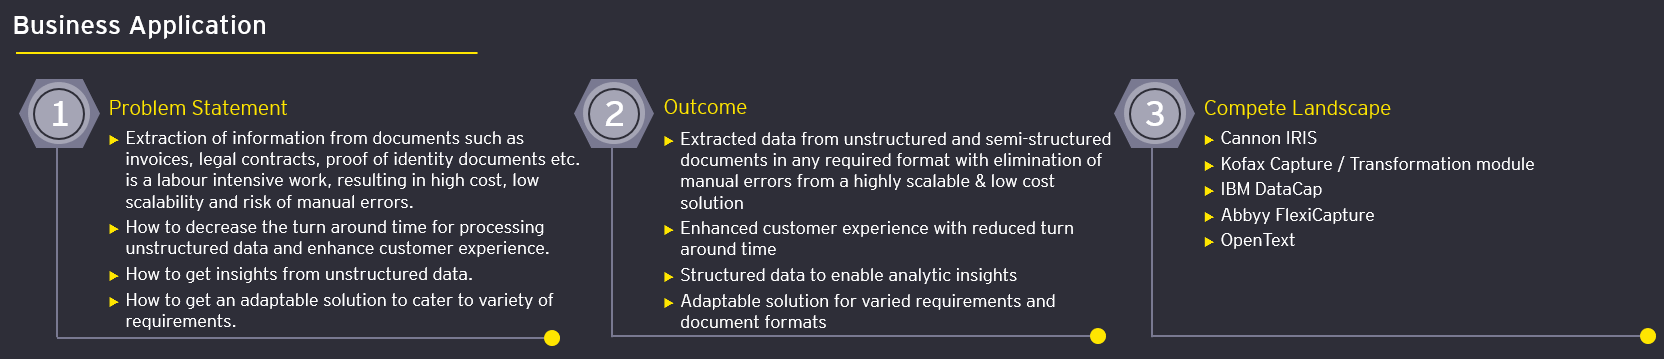 Business Application
1
Problem Statement
Extraction of information from documents such as
invoices, legal contracts, proof of identity documents etc.
is a labour intensive work, resulting in high cost, low
scalability and risk of manual errors.
How to decrease the turn around time for processing
unstructured data and enhance customer experience.
How to get insights from unstructured data.
How to get an adaptable solution to cater to variety of
requirements.
2
Outcome
Extracted data from unstructured and semi-structured
documents in any required format with elimination of
manual errors from a highly scalable & low cost
solution
Enhanced customer experience with reduced turn
around time
Structured data to enable analytic insights
Adaptable solution for varied requirements and
document formats
3
Compete Landscape
Cannon IRIS
Kofax Capture / Transformation module
IBM DataCap
Abbyy FlexiCapture
OpenText